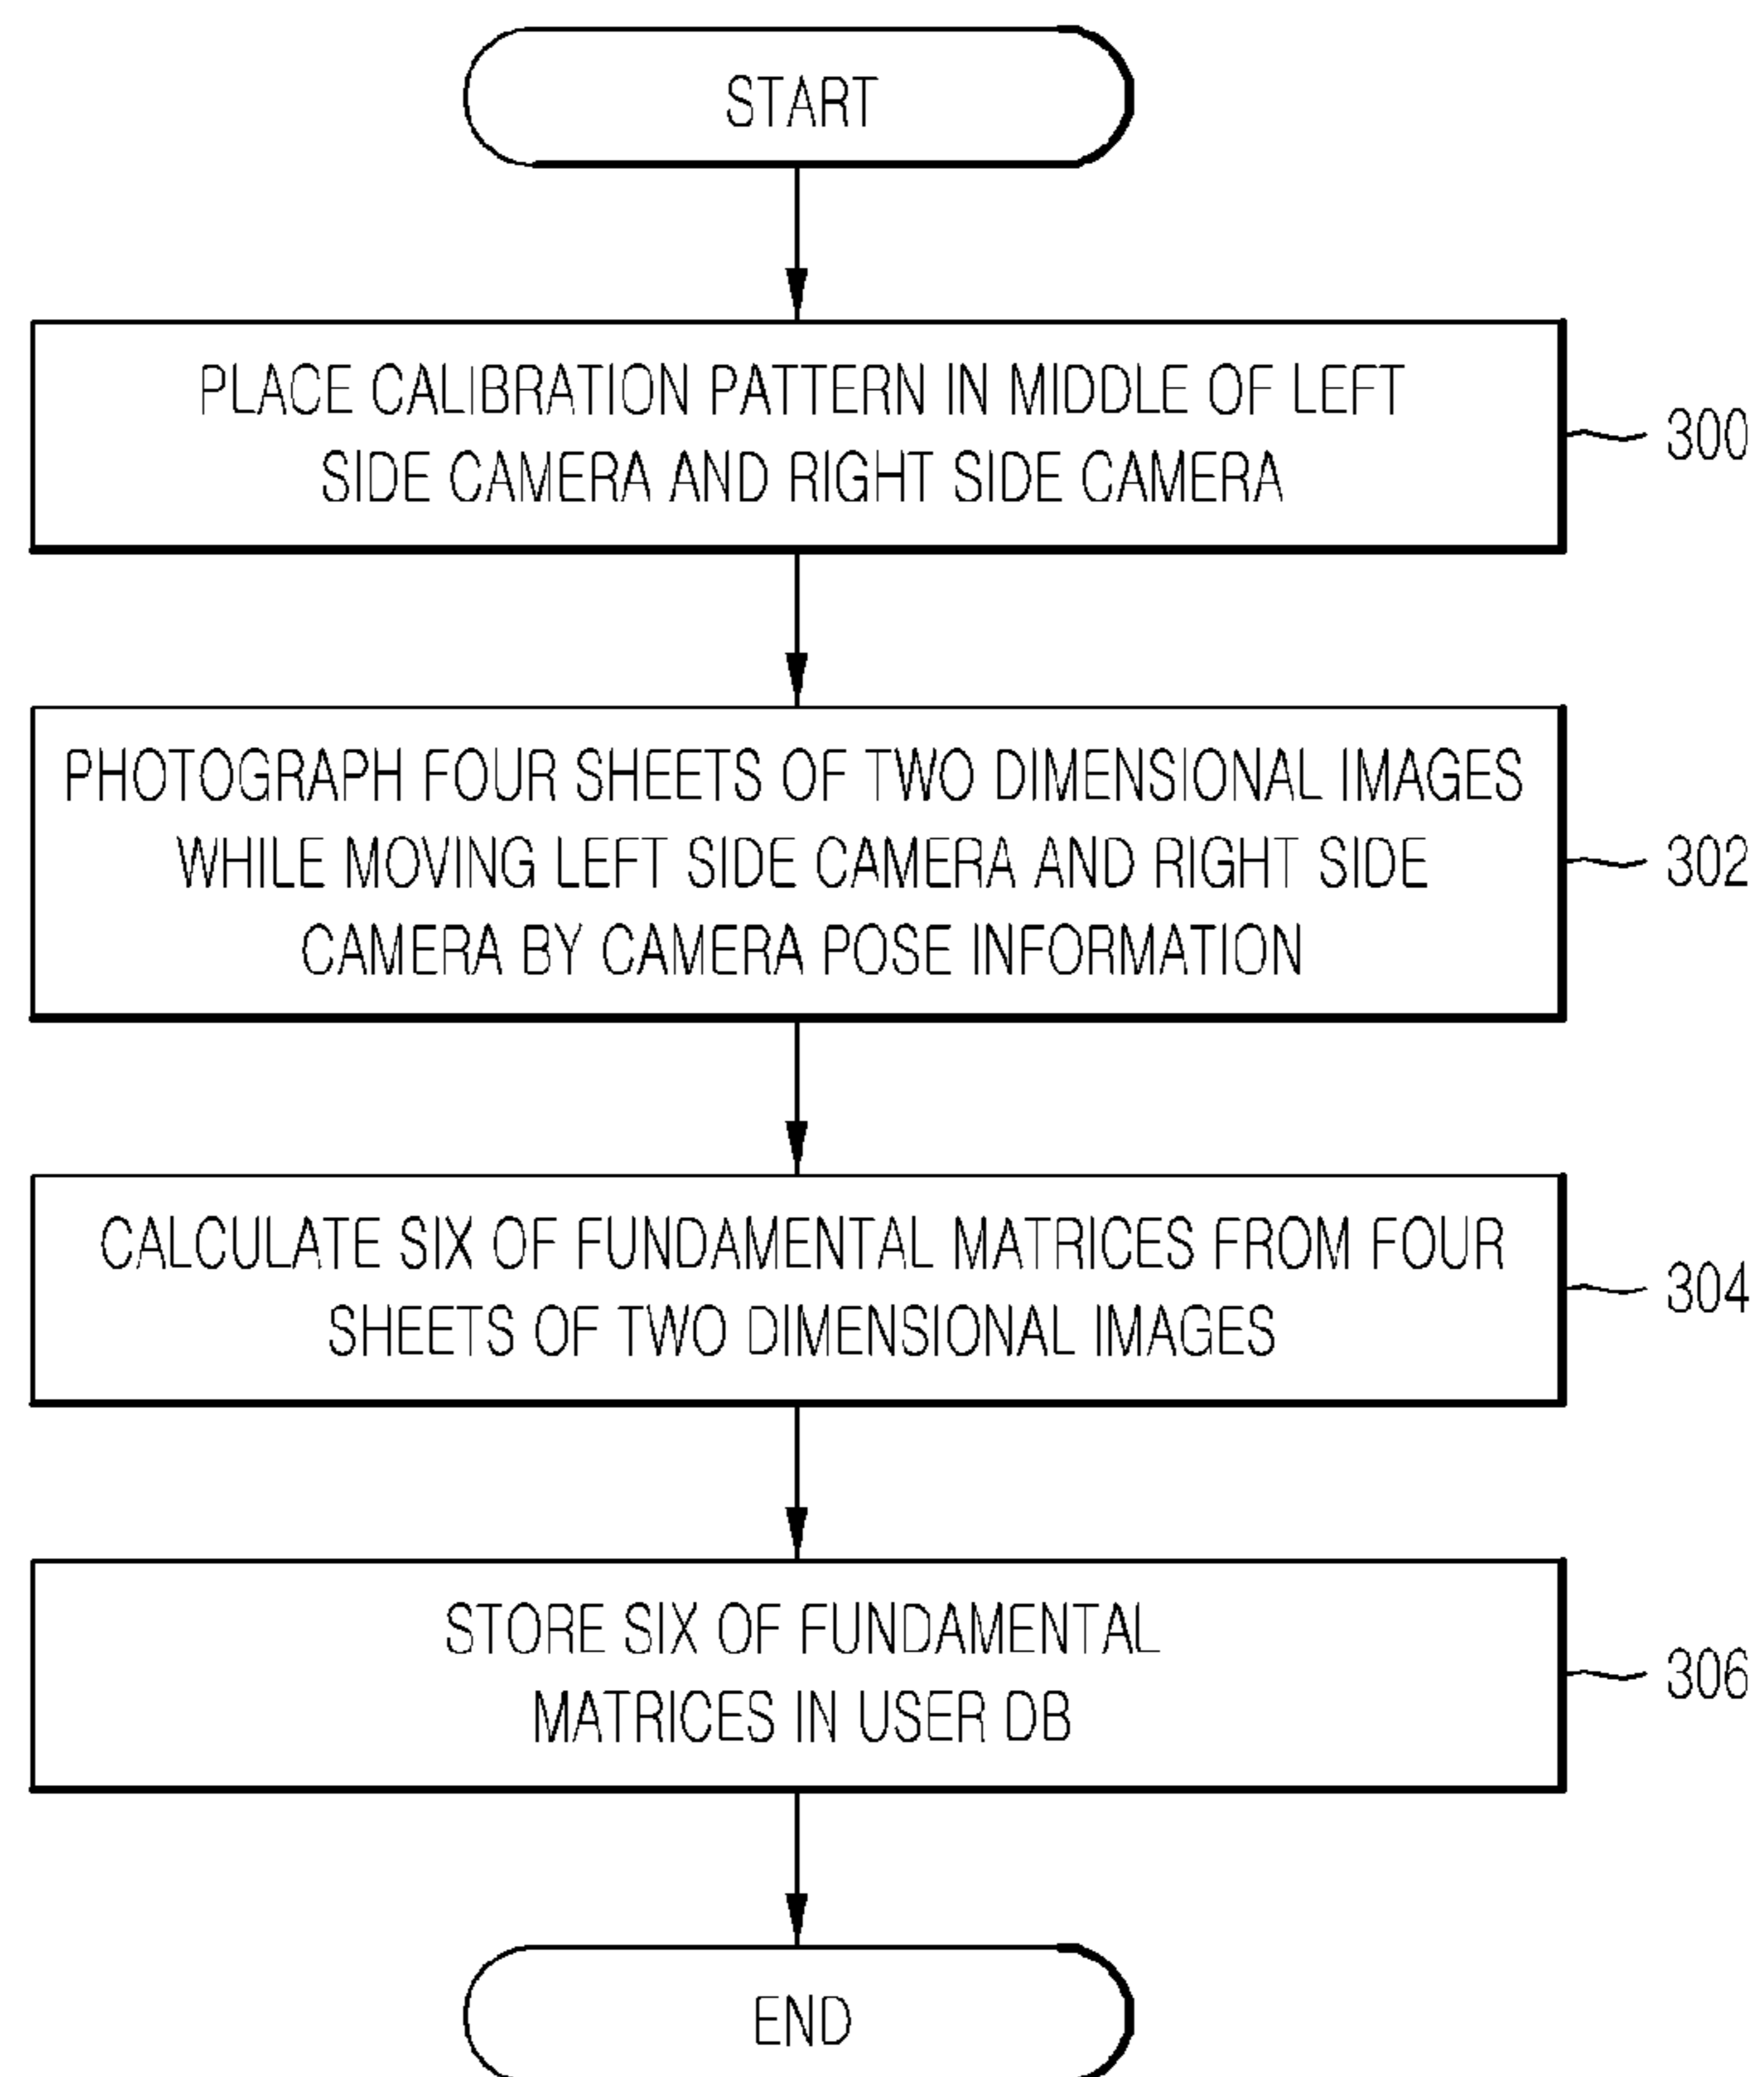 START
PLACE CALIBRATION PATTERN IN MIDDLE OF LEFT
SIDE CAMERA AND RIGHT SIDE CAMERA
300
PHOTOGRAPH FOUR SHEETS OF TWO DIMENSIONAL IMAGES
WHILE MOVING LEFT SIDE CAMERA AND RIGHT SIDE
CAMERA BY CAMERA POSE INFORMATION
302
CALCULATE SIX OF FUNDAMENTAL MATRICES FROM FOUR
SHEETS OF TWO DIMENSIONAL IMAGES
304
STORE SIX OF FUNDAMENTAL
MATRICES IN USER DB
306
END